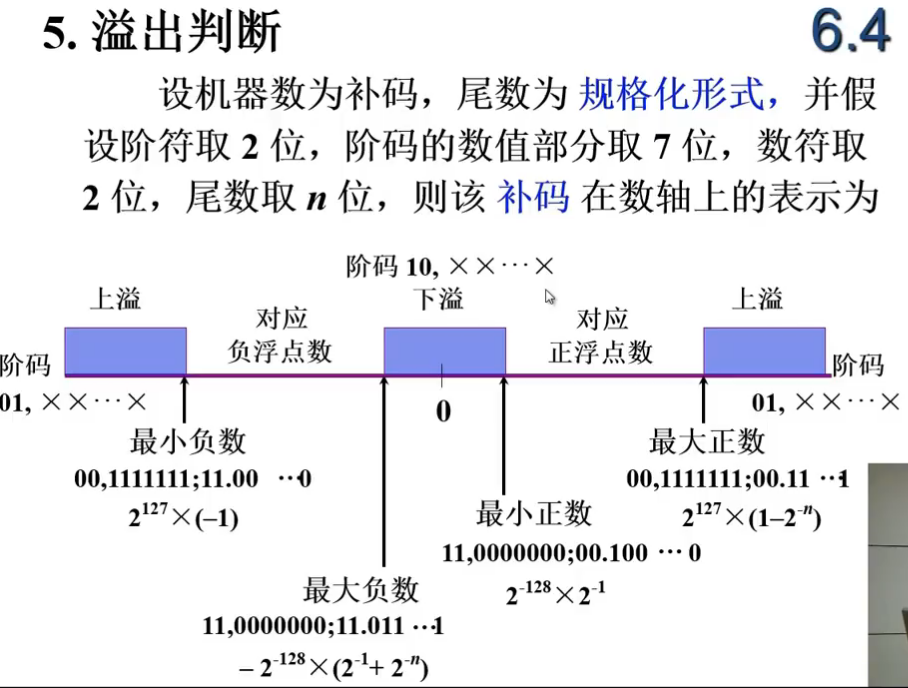 5. 溢出判断
6.4
设机器数为补码，尾数为 规格化形式，并假
设阶符取 2 位，阶码的数值部分取 7 位，数符取
2 位，尾数取 n 位，则该 补码 在数轴上的表示为
阶码 10, ××···×
上溢
对应
负浮点数
下溢
对应
正浮点数
上溢
阶码
01, ××···×
0
阶码
01, ××···×
最小负数
00,1111111;11.00 ···0
2^127×(–1)
最大正数
00,1111111;00.11 ···1
2^127×(1–2^-n)
最小正数
11,0000000;00.100 ··· 0
2^-128×2^-1
最大负数
11,0000000;11.011 ···1
– 2^-128×(2^-1+ 2^-n)